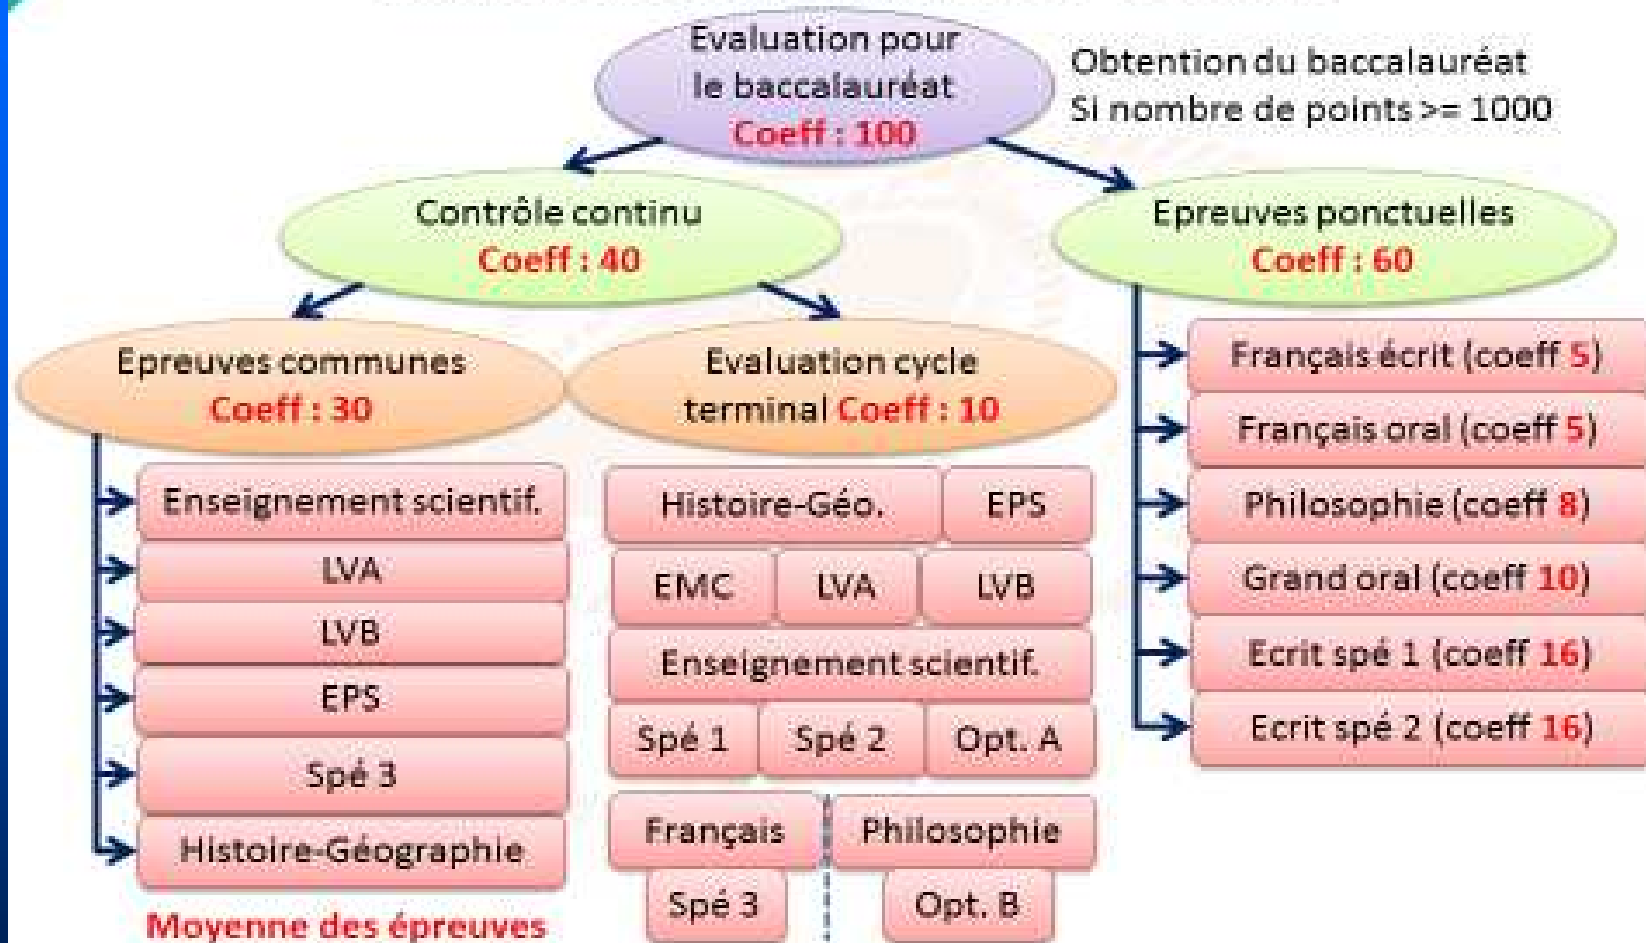 Evaluation pour
le baccalauréat
Coeff : 100
Obtention du baccalauréat
Si nombre de points >= 1000
Contrôle continu
Coeff : 40
Epreuves ponctuelles
Coeff : 60
Epreuves communes
Coeff : 30
Evaluation cycle
terminal Coeff : 10
Enseignement scientif.
LVA
LVB
EPS
Spé 3
Histoire-Géographie
Moyenne des épreuves
Histoire-Géo.
EPS
EMC
LVA
LVB
Enseignement scientif.
Spé 1
Spé 2
Opt. A
Français
Philosophie
Spé 3
Opt. B
Français écrit (coeff 5)
Français oral (coeff 5)
Philosophie (coeff 8)
Grand oral (coeff 10)
Ecrit spé 1 (coeff 16)
Ecrit spé 2 (coeff 16)